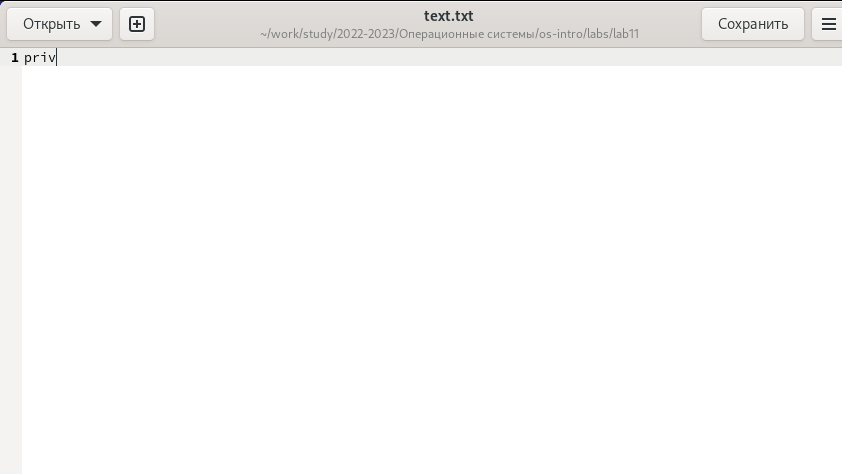 Открыть
text.txt
~/work/study/2022-2023/Операционные системы/os-intro/labs/lab11
Сохранить
1 priv